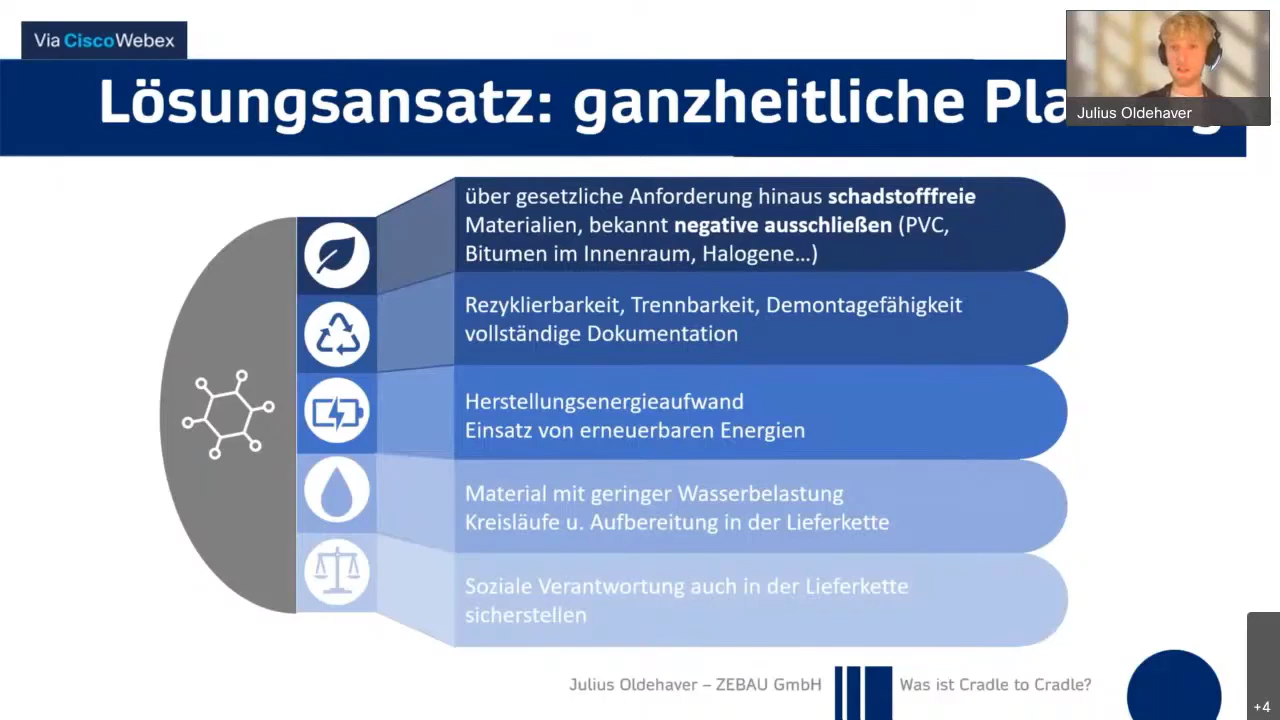 Via CiscoWebex
Lösungsansatz: ganzheitliche
Julius Oldehaver
über gesetzliche Anforderung hinaus schadstofffreie
Materialien, bekannt negative ausschließen (PVC,
Bitumen im Innenraum, Halogene…)
Rezyklierbarkeit, Trennbarkeit, Demontagefähigkeit
vollständige Dokumentation
Herstellungsenergieaufwand
Einsatz von erneuerbaren Energien
Material mit geringer Wasserbelastung
Kreisläufe u. Aufbereitung in der Lieferkette
Soziale Verantwortung auch in der Lieferkette
sicherstellen
Julius Oldehaver – ZEBAU GmbH
Was ist Cradle to Cradle?
+4